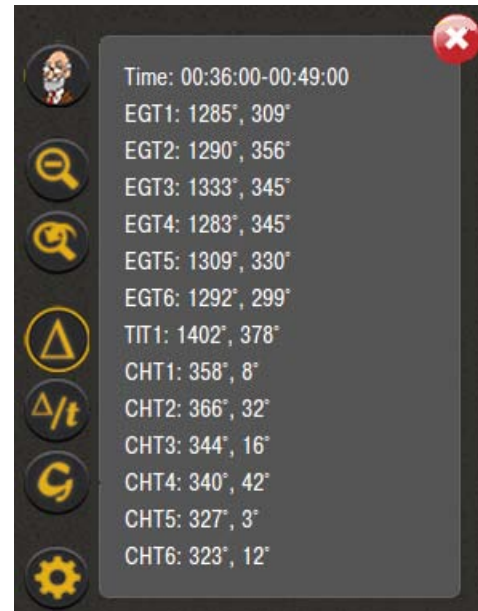 Time: 00:36:00-00:49:00
EGT1: 1285°, 309°
EGT2: 1290°, 356°
EGT3: 1333°, 345°
EGT4: 1283°, 345°
EGT5: 1309°, 330°
EGT6: 1292°, 299°
TIT1: 1402°, 378°
CHT1: 358°, 8°
CHT2: 366°, 32°
CHT3: 344°, 16°
CHT4: 340°, 42°
CHT5: 327°, 3°
CHT6: 323°, 12°
Δ
Δ/t
G